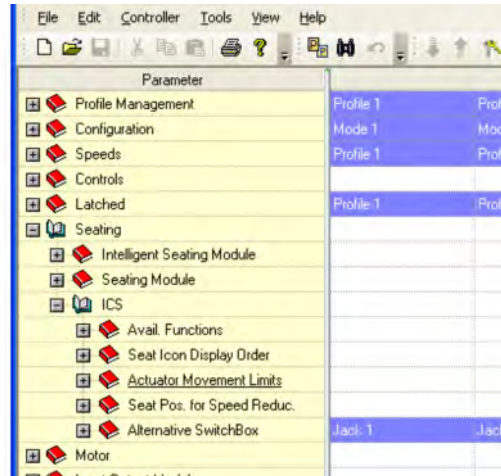 File Edit Controller Tools View Help
Parameter
Profile Management Profile 1
Configuration Mode 1
Speeds Profile 1
Controls
Latched Profile 1
Seating
Intelligent Seating Module
Seating Module
ICS
Avail. Functions
Seat Icon Display Order
Actuator Movement Limits
Seat Pos. for Speed Reduc.
Alternative SwitchBox Jack 1 Jack
Motor